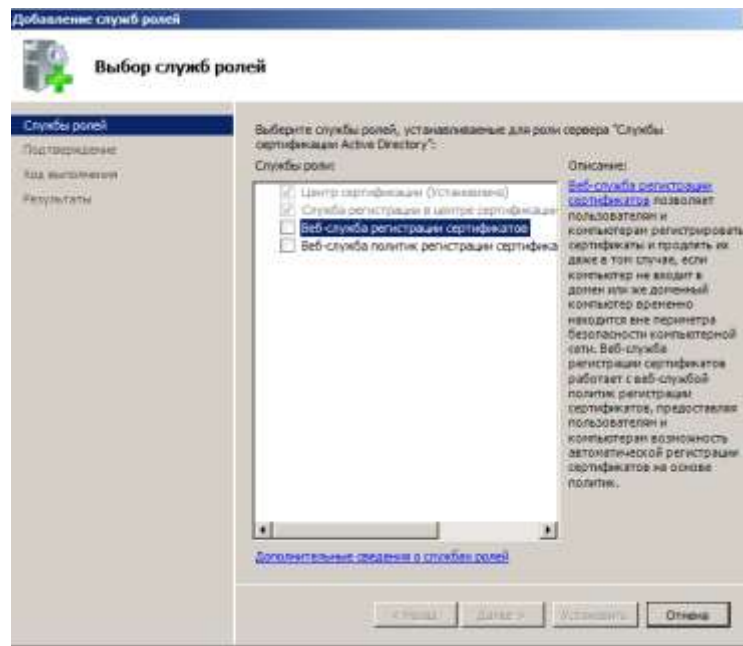 Добавление служб ролей
Выбор служб ролей
Службы ролей
Подтверждение
Ход выполнения
Результаты
Выберите службы ролей, устанавливаемые для роли сервера "Службы
сертификации Active Directory":
Службы роли:
Центр сертификации (Установлено)
Служба регистрации в центре сертификации
Веб-служба регистрации сертификатов
Веб-служба политик регистрации сертифика
Описание:
Веб-служба регистрации
сертификатов позволяет
пользователям и
компьютерам регистрировать
сертификаты и продлять их
даже в том случае, если
компьютер не входит в
домен или же доменный
компьютер временно
находится вне периметра
безопасности компьютерной
сети. Веб-служба
регистрации сертификатов
работает с веб-службой
политик регистрации
сертификатов, предоставляя
пользователям и
компьютерам возможность
автоматической регистрации
сертификатов на основе
политик.
Дополнительные сведения о службах ролей
< Назад
Далее >
Установить
Отмена